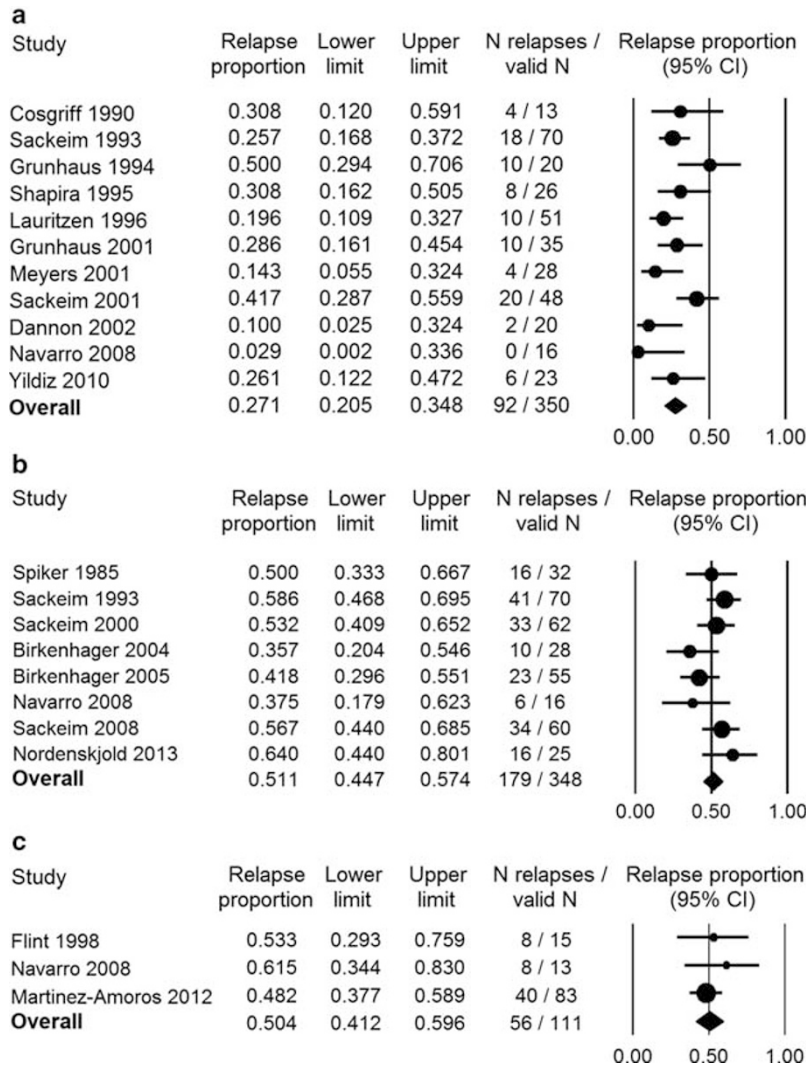 a
Study Relapse proportion Lower limit Upper limit N relapses / valid N Relapse proportion (95% CI)
Cosgriff 1990 0.308 0.120 0.591 4 / 13
Sackeim 1993 0.257 0.168 0.372 18 / 70
Grunhaus 1994 0.500 0.294 0.706 10 / 20
Shapira 1995 0.308 0.162 0.505 8 / 26
Lauritzen 1996 0.196 0.109 0.327 10 / 51
Grunhaus 2001 0.286 0.161 0.454 10 / 35
Meyers 2001 0.143 0.055 0.324 4 / 28
Sackeim 2001 0.417 0.287 0.559 20 / 48
Dannon 2002 0.100 0.025 0.324 2 / 20
Navarro 2008 0.029 0.002 0.336 0 / 16
Yildiz 2010 0.261 0.122 0.472 6 / 23
Overall 0.271 0.205 0.348 92 / 350
0.00 0.50 1.00
b
Study Relapse proportion Lower limit Upper limit N relapses / valid N Relapse proportion (95% CI)
Spiker 1985 0.500 0.333 0.667 16 / 32
Sackeim 1993 0.586 0.468 0.695 41 / 70
Sackeim 2000 0.532 0.409 0.652 33 / 62
Birkenhager 2004 0.357 0.204 0.546 10 / 28
Birkenhager 2005 0.418 0.296 0.551 23 / 55
Navarro 2008 0.375 0.179 0.623 6 / 16
Sackeim 2008 0.567 0.440 0.685 34 / 60
Nordenskjold 2013 0.640 0.440 0.801 16 / 25
Overall 0.511 0.447 0.574 179 / 348
0.00 0.50 1.00
c
Study Relapse proportion Lower limit Upper limit N relapses / valid N Relapse proportion (95% CI)
Flint 1998 0.533 0.293 0.759 8 / 15
Navarro 2008 0.615 0.344 0.830 8 / 13
Martinez-Amoros 2012 0.482 0.377 0.589 40 / 83
Overall 0.504 0.412 0.596 56 / 111
0.00 0.50 1.00